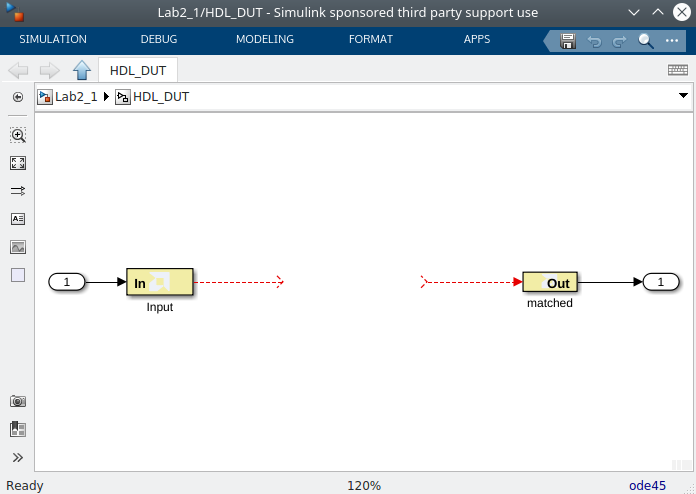 Lab2_1/HDL_DUT - Simulink sponsored third party support use
SIMULATION DEBUG MODELING FORMAT APPS
HDL_DUT
Lab2_1 HDL_DUT
1 In Out 1
Input matched
Ready 120% ode45